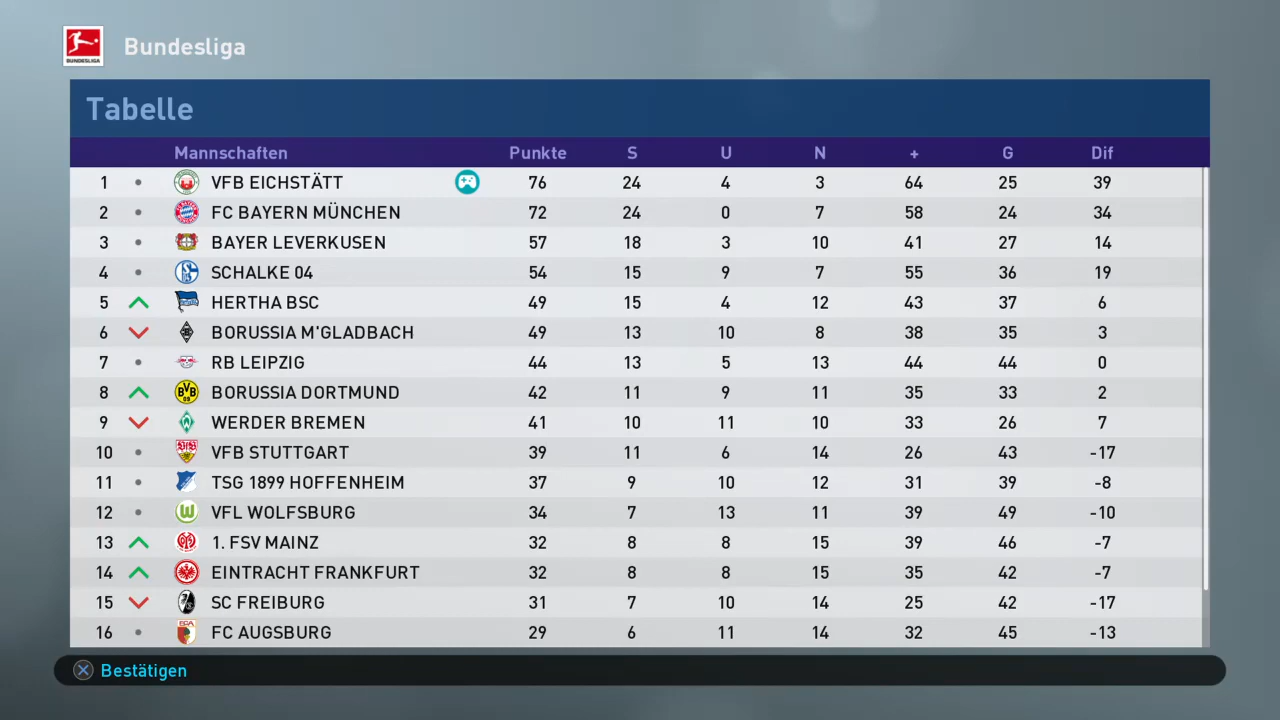 BUNDESLIGA
Bundesliga
Tabelle
Mannschaften Punkte S U N + G Dif
1 VFB EICHSTÄTT 76 24 4 3 64 25 39
2 FC BAYERN MÜNCHEN 72 24 0 7 58 24 34
3 BAYER LEVERKUSEN 57 18 3 10 41 27 14
4 SCHALKE 04 54 15 9 7 55 36 19
5 HERTHA BSC 49 15 4 12 43 37 6
6 BORUSSIA M'GLADBACH 49 13 10 8 38 35 3
7 RB LEIPZIG 44 13 5 13 44 44 0
8 BVB 09 BORUSSIA DORTMUND 42 11 9 11 35 33 2
9 WERDER BREMEN 41 10 11 10 33 26 7
10 VFB STUTTGART 39 11 6 14 26 43 -17
11 TSG 1899 HOFFENHEIM 37 9 10 12 31 39 -8
12 VFL WOLFSBURG 34 7 13 11 39 49 -10
13 1. FSV MAINZ 32 8 8 15 39 46 -7
14 EINTRACHT FRANKFURT 32 8 8 15 35 42 -7
15 SC FREIBURG 31 7 10 14 25 42 -17
16 FCA FC AUGSBURG 29 6 11 14 32 45 -13
Bestätigen